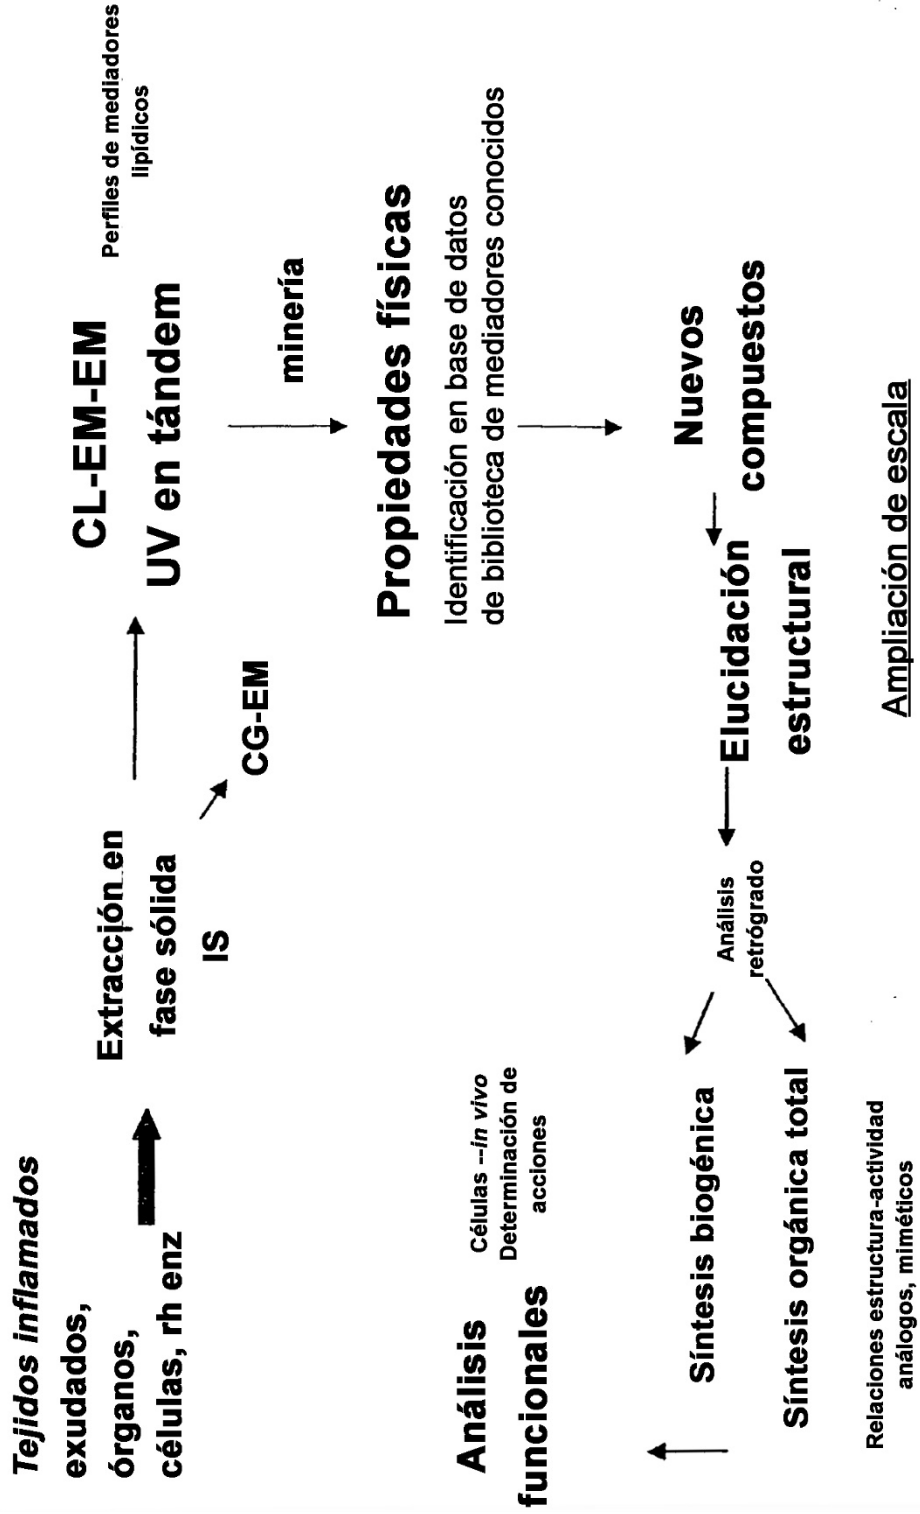 Tejidos inflamados
exudados,
órganos,
células, rh enz
Extracción en
fase sólida
IS
CG-EM
CL-EM-EM
UV en tándem
Perfiles de mediadores
lipídicos
minería
Propiedades físicas
Identificación en base de datos
de biblioteca de mediadores conocidos
Nuevos
compuestos
Elucidación
estructural
Ampliación de escala
Análisis
retrógrado
Síntesis biogénica
Síntesis orgánica total
Relaciones estructura-actividad
análogos, miméticos
Análisis
funcionales
Células --in vivo
Determinación de
acciones